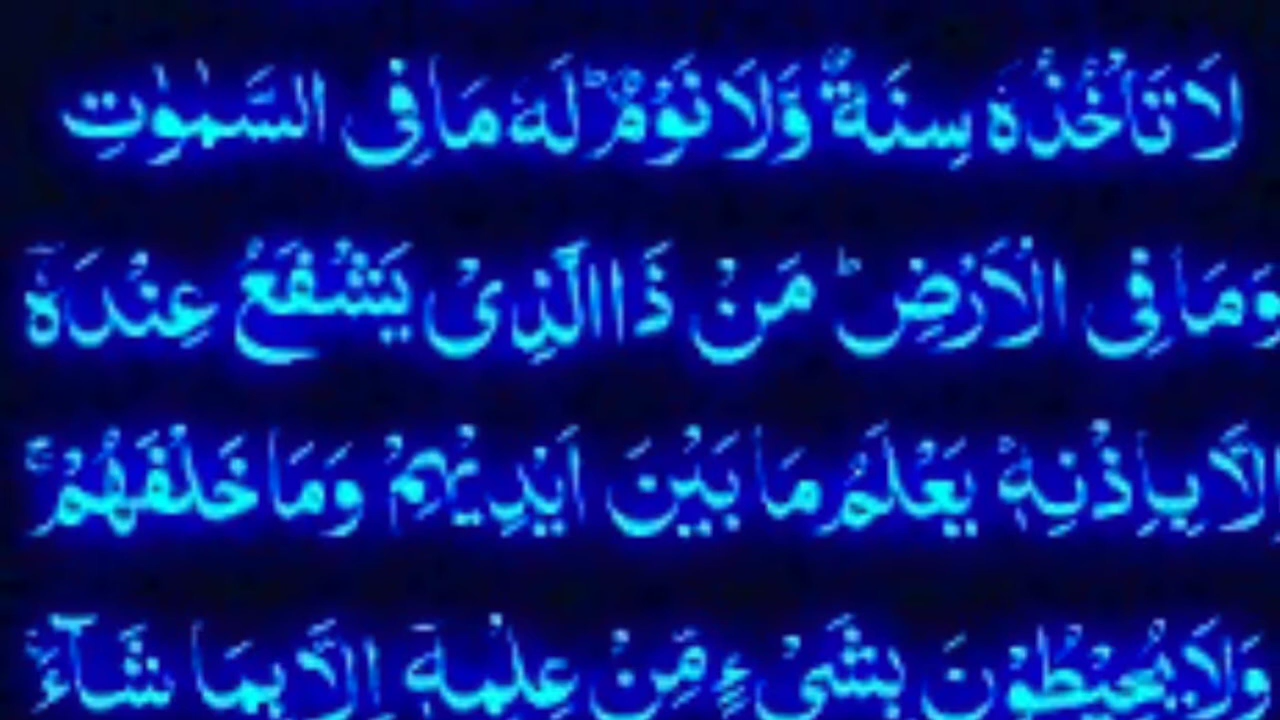 لَا تَاْخُذُهٗ سِنَةٌ وَّلَا نَوْمٌ ؕ لَهٗ مَا فِی السَّمٰوٰتِ
وَمَا فِی الْاَرْضِ ؕ مَنْ ذَا الَّذِیْ یَشْفَعُ عِنْدَهٗۤ
اِلَّا بِاِذْنِهٖ یَعْلَمُ مَا بَیْنَ اَیْدِیْهِمْ وَمَا خَلْفَهُمْ ۚ
وَلَا یُحِیْطُوْنَ بِشَیْءٍ مِّنْ عِلْمِهٖۤ اِلَّا بِمَا شَآءَ ۚ